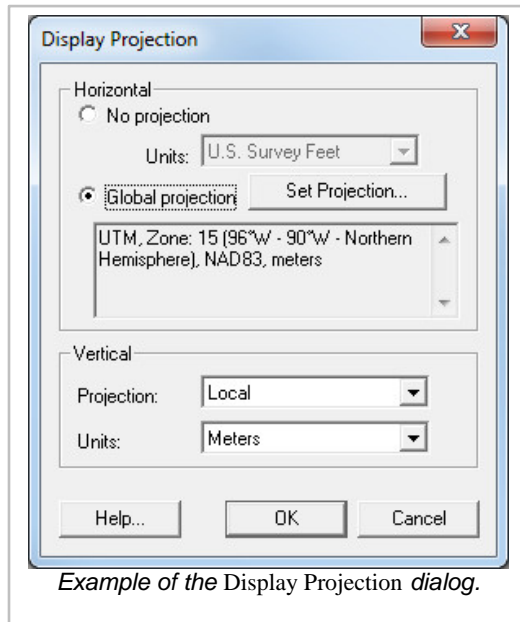 Display Projection
Horizontal
No projection
Units: U.S. Survey Feet
Global projection Set Projection...
UTM, Zone: 15 (96°W - 90°W - Northern
Hemisphere), NAD83, meters
Vertical
Projection: Local
Units: Meters
Help... OK Cancel
Example of the Display Projection dialog.